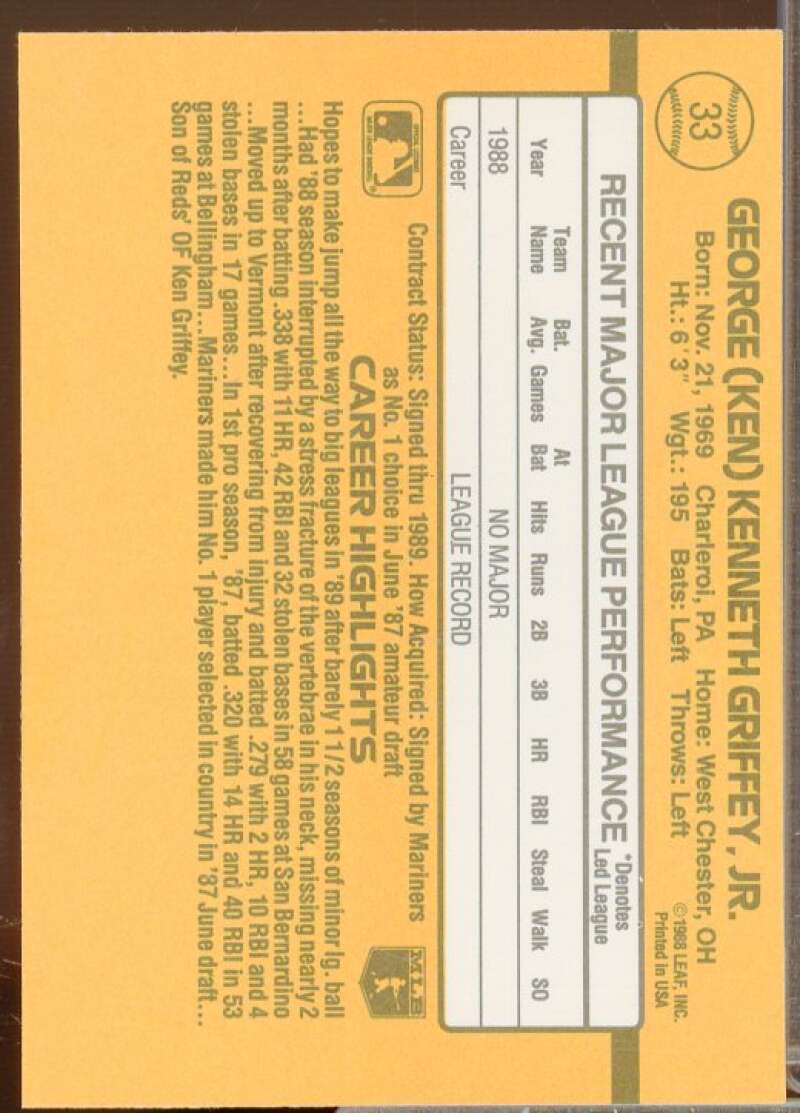 33
GEORGE (KEN) KENNETH GRIFFEY, JR.
Born: Nov. 21, 1969 Charleroi, PA Home: West Chester, OH
Ht.: 6'3" Wgt.: 195 Bats: Left Throws: Left
©1988 LEAF, INC.
Printed in USA
RECENT MAJOR LEAGUE PERFORMANCE
*Denotes
Led League
Year Team Name Bat. Avg. Games At Bat Hits Runs 2B 3B HR RBI Steal Walk SO
1988 NO MAJOR
Career LEAGUE RECORD
Contract Status: Signed thru 1989. How Acquired: Signed by Mariners
as No. 1 choice in June '87 amateur draft
MLB
CAREER HIGHLIGHTS
Hopes to make jump all the way to big leagues in '89 after barely 1 1/2 seasons of minor lg. ball
...Had '88 season interrupted by a stress fracture of the vertebrae in his neck, missing nearly 2
months after batting .338 with 11 HR, 42 RBI and 32 stolen bases in 58 games at San Bernardino
...Moved up to Vermont after recovering from injury and batted .279 with 2 HR, 10 RBI and 4
stolen bases in 17 games...In 1st pro season, '87, batted .320 with 14 HR and 40 RBI in 53
games at Bellingham...Mariners made him No. 1 player selected in country in '87 June draft...
Son of Reds' OF Ken Griffey.